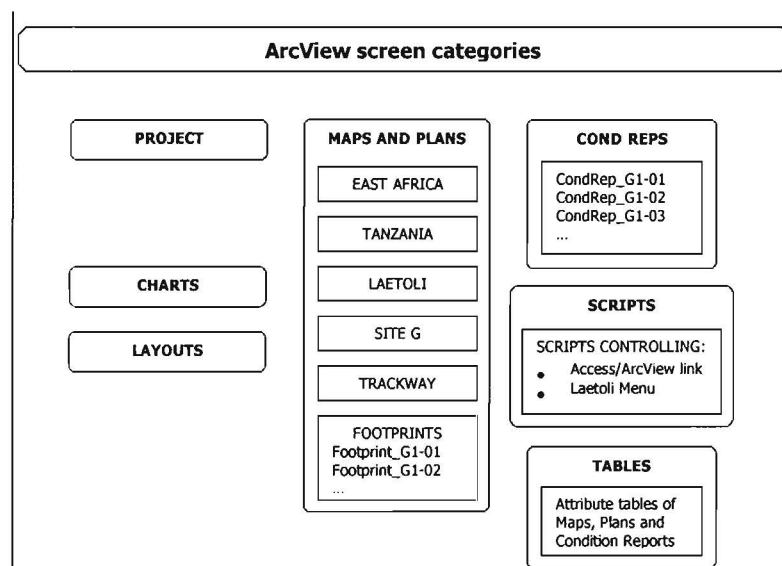 ArcView screen categories
PROJECT
CHARTS
LAYOUTS
MAPS AND PLANS
EAST AFRICA
TANZANIA
LAETOLI
SITE G
TRACKWAY
FOOTPRINTS
Footprint_G1-01
Footprint_G1-02
...
COND REPS
CondRep_G1-01
CondRep_G1-02
CondRep_G1-03
...
SCRIPTS
SCRIPTS CONTROLLING:
• Access/ArcView link
• Laetoli Menu
TABLES
Attribute tables of
Maps, Plans and
Condition Reports